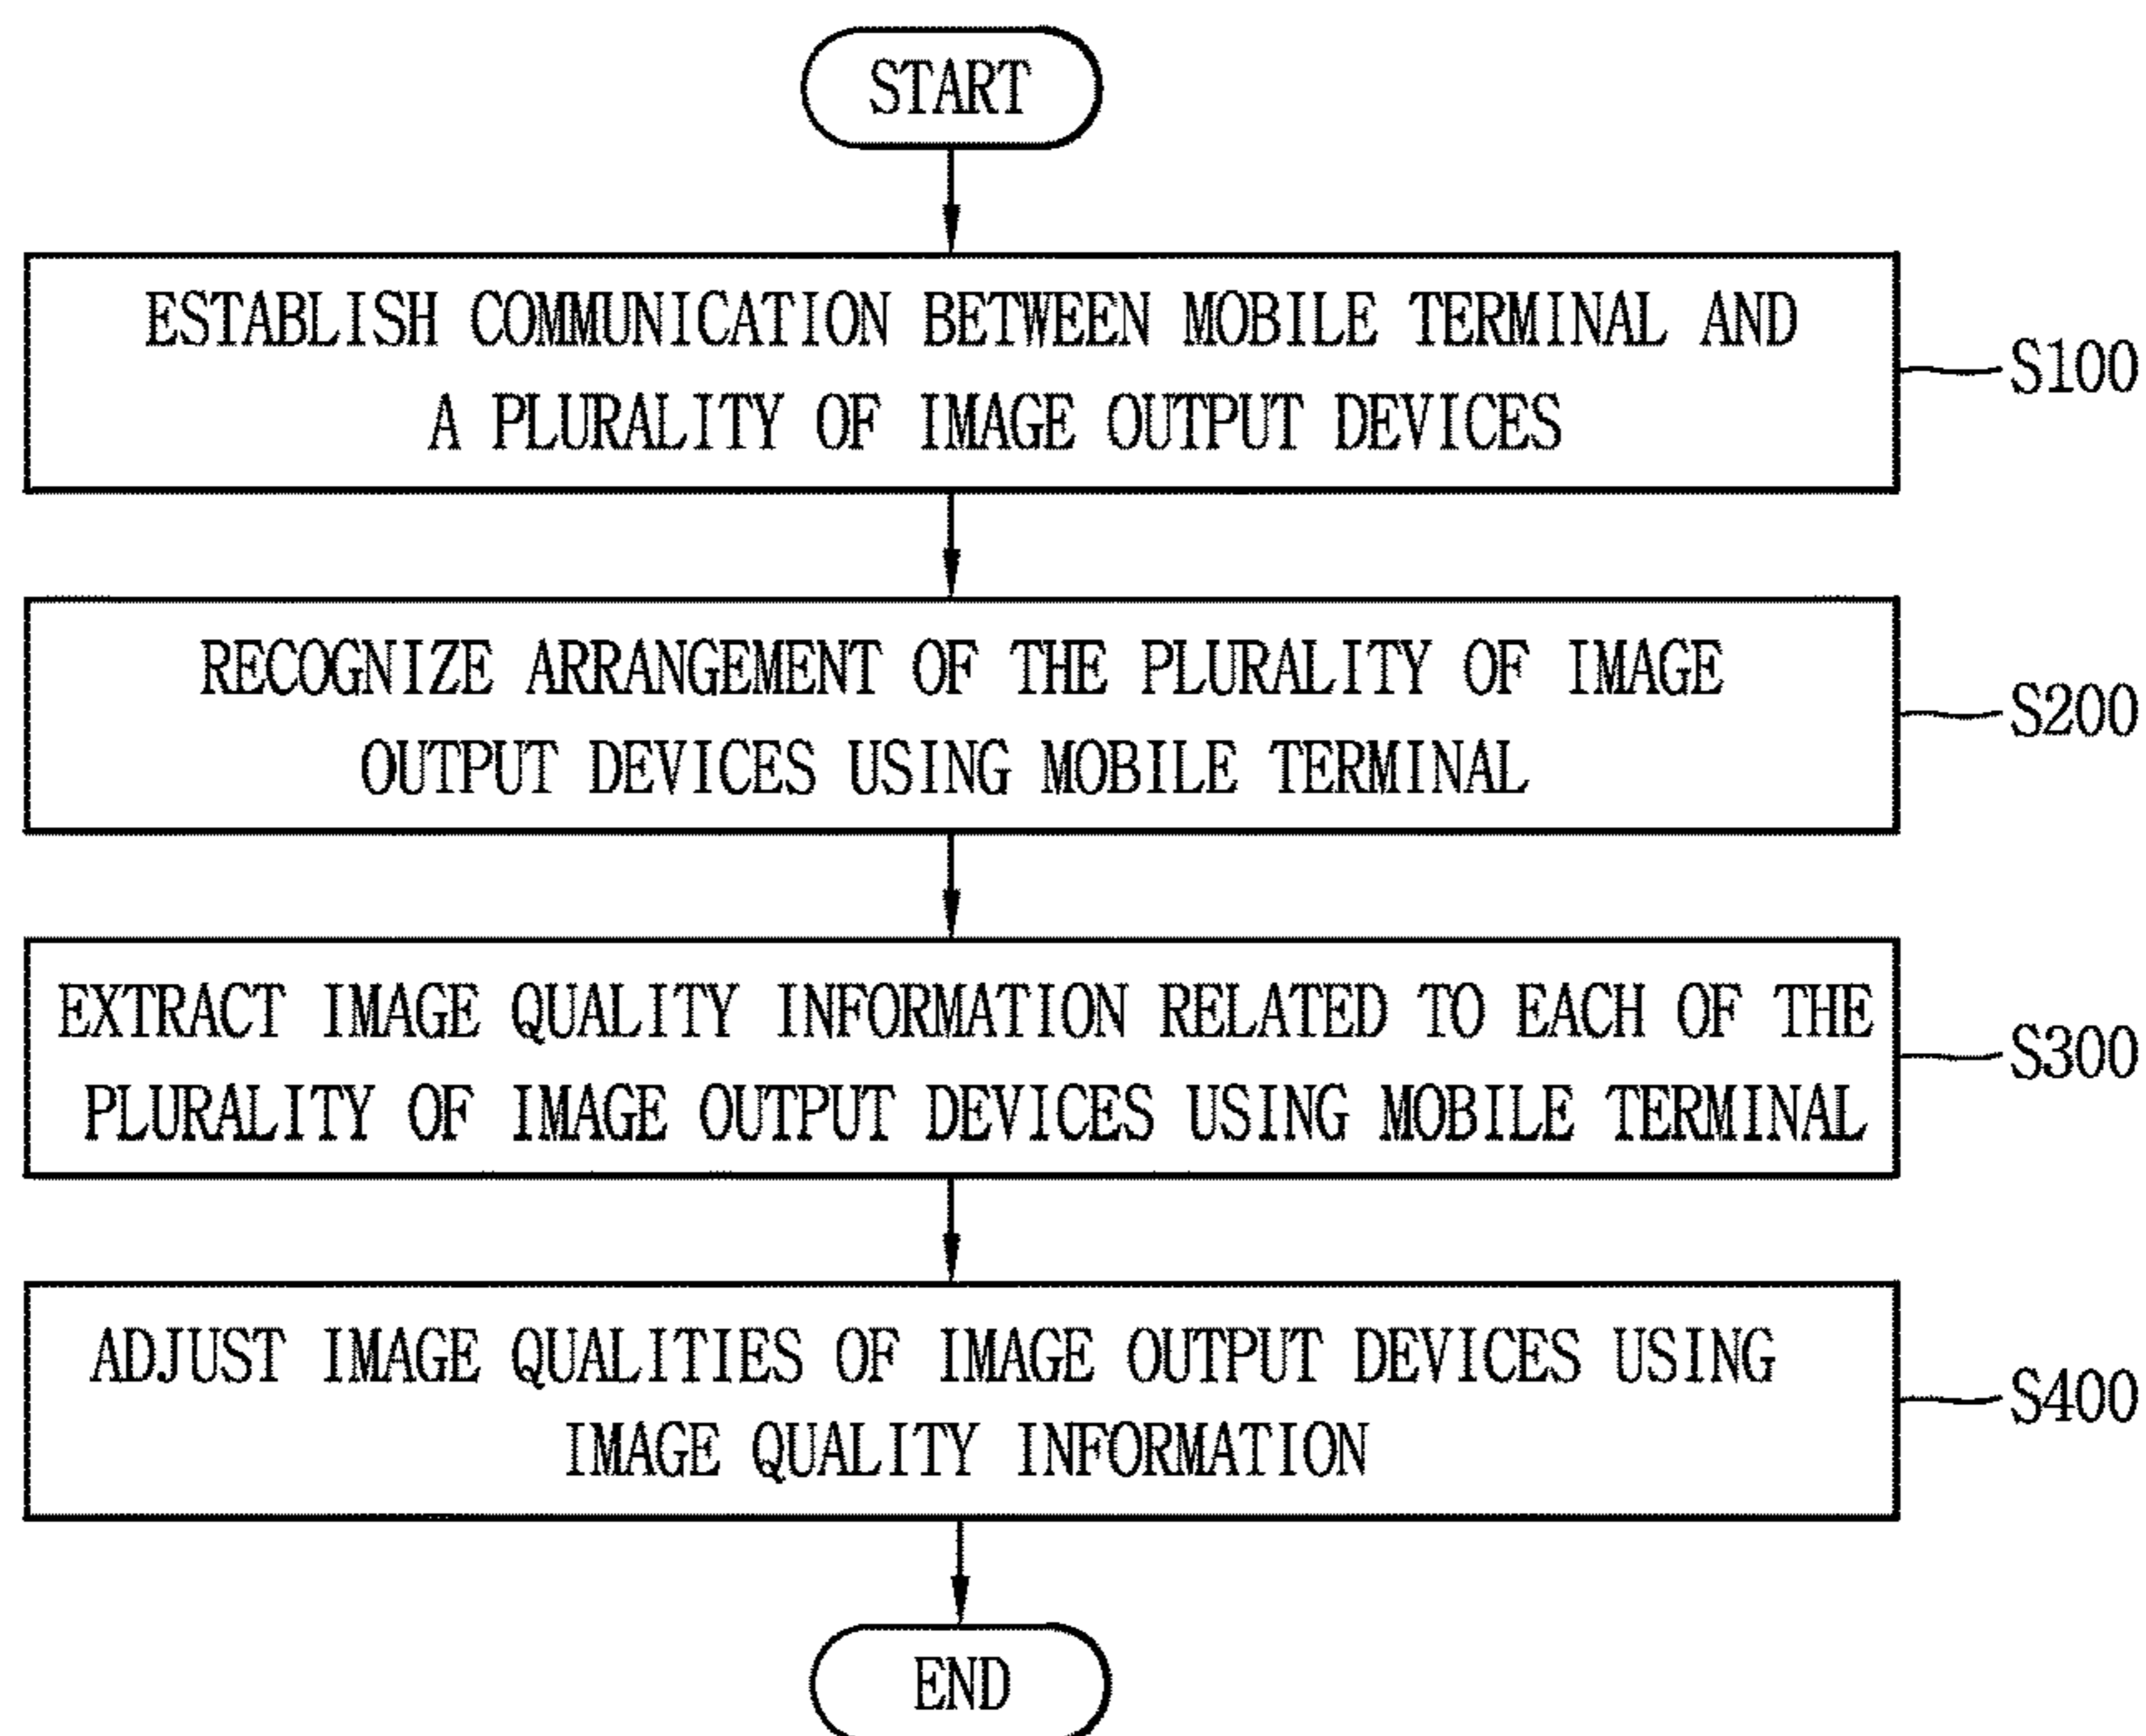 START
ESTABLISH COMMUNICATION BETWEEN MOBILE TERMINAL AND
A PLURALITY OF IMAGE OUTPUT DEVICES
S100
RECOGNIZE ARRANGEMENT OF THE PLURALITY OF IMAGE
OUTPUT DEVICES USING MOBILE TERMINAL
S200
EXTRACT IMAGE QUALITY INFORMATION RELATED TO EACH OF THE
PLURALITY OF IMAGE OUTPUT DEVICES USING MOBILE TERMINAL
S300
ADJUST IMAGE QUALITIES OF IMAGE OUTPUT DEVICES USING
IMAGE QUALITY INFORMATION
S400
END